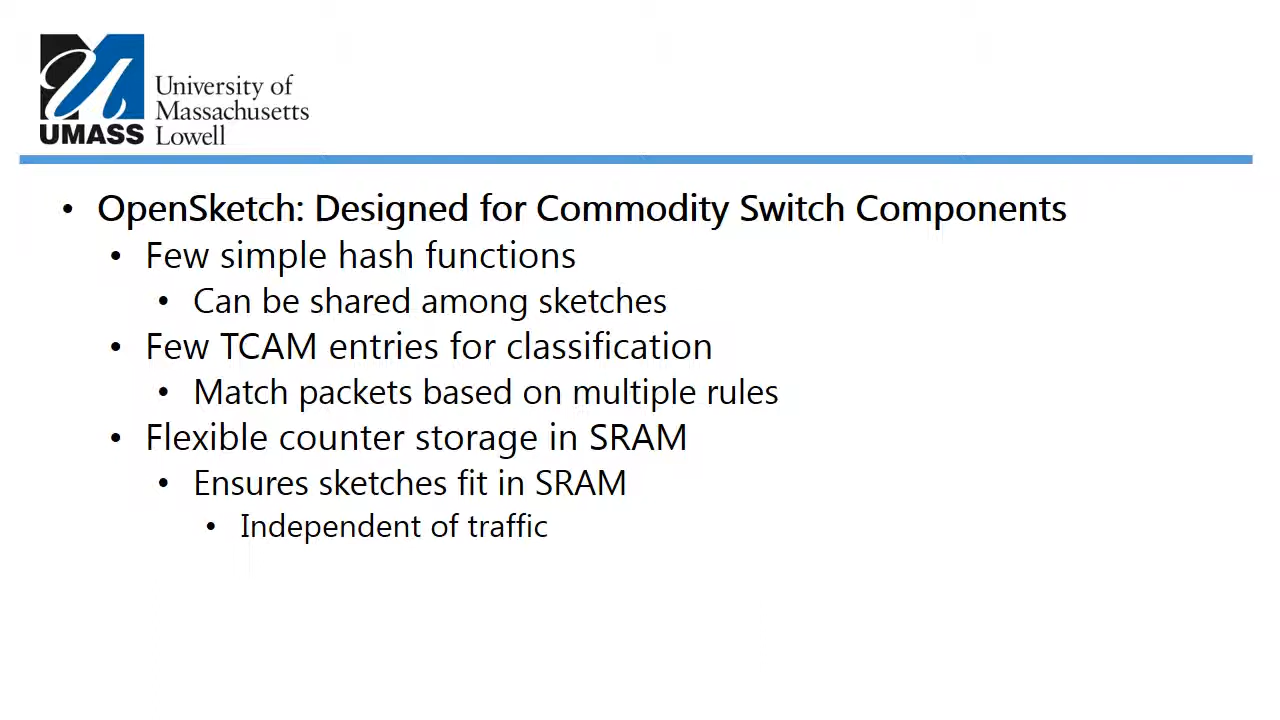 UMASS
University of
Massachusetts
Lowell
• OpenSketch: Designed for Commodity Switch Components
• Few simple hash functions
• Can be shared among sketches
• Few TCAM entries for classification
• Match packets based on multiple rules
• Flexible counter storage in SRAM
• Ensures sketches fit in SRAM
• Independent of traffic